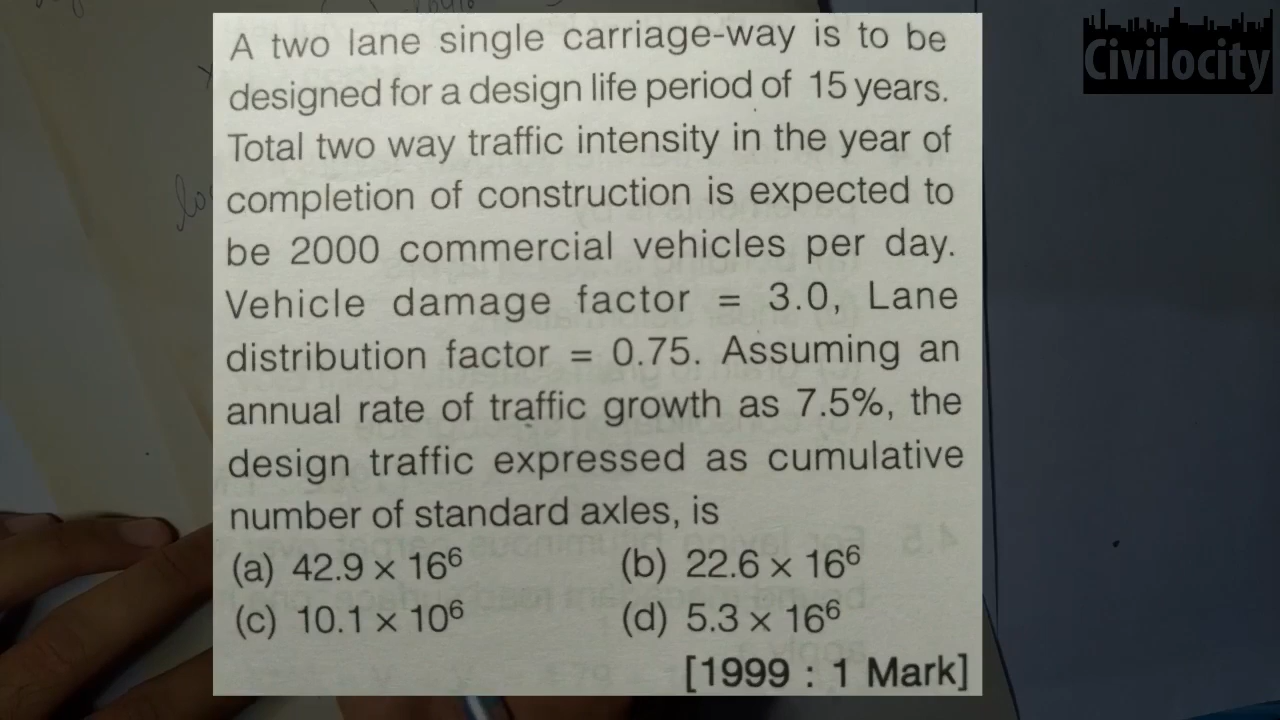 Civilocity
A two lane single carriage-way is to be
designed for a design life period of 15 years.
Total two way traffic intensity in the year of
completion of construction is expected to
be 2000 commercial vehicles per day.
Vehicle damage factor = 3.0, Lane
distribution factor = 0.75. Assuming an
annual rate of traffic growth as 7.5%, the
design traffic expressed as cumulative
number of standard axles, is
(a) 42.9 × 16⁶ (b) 22.6 × 16⁶
(c) 10.1 × 10⁶ (d) 5.3 × 16⁶
[1999 : 1 Mark]